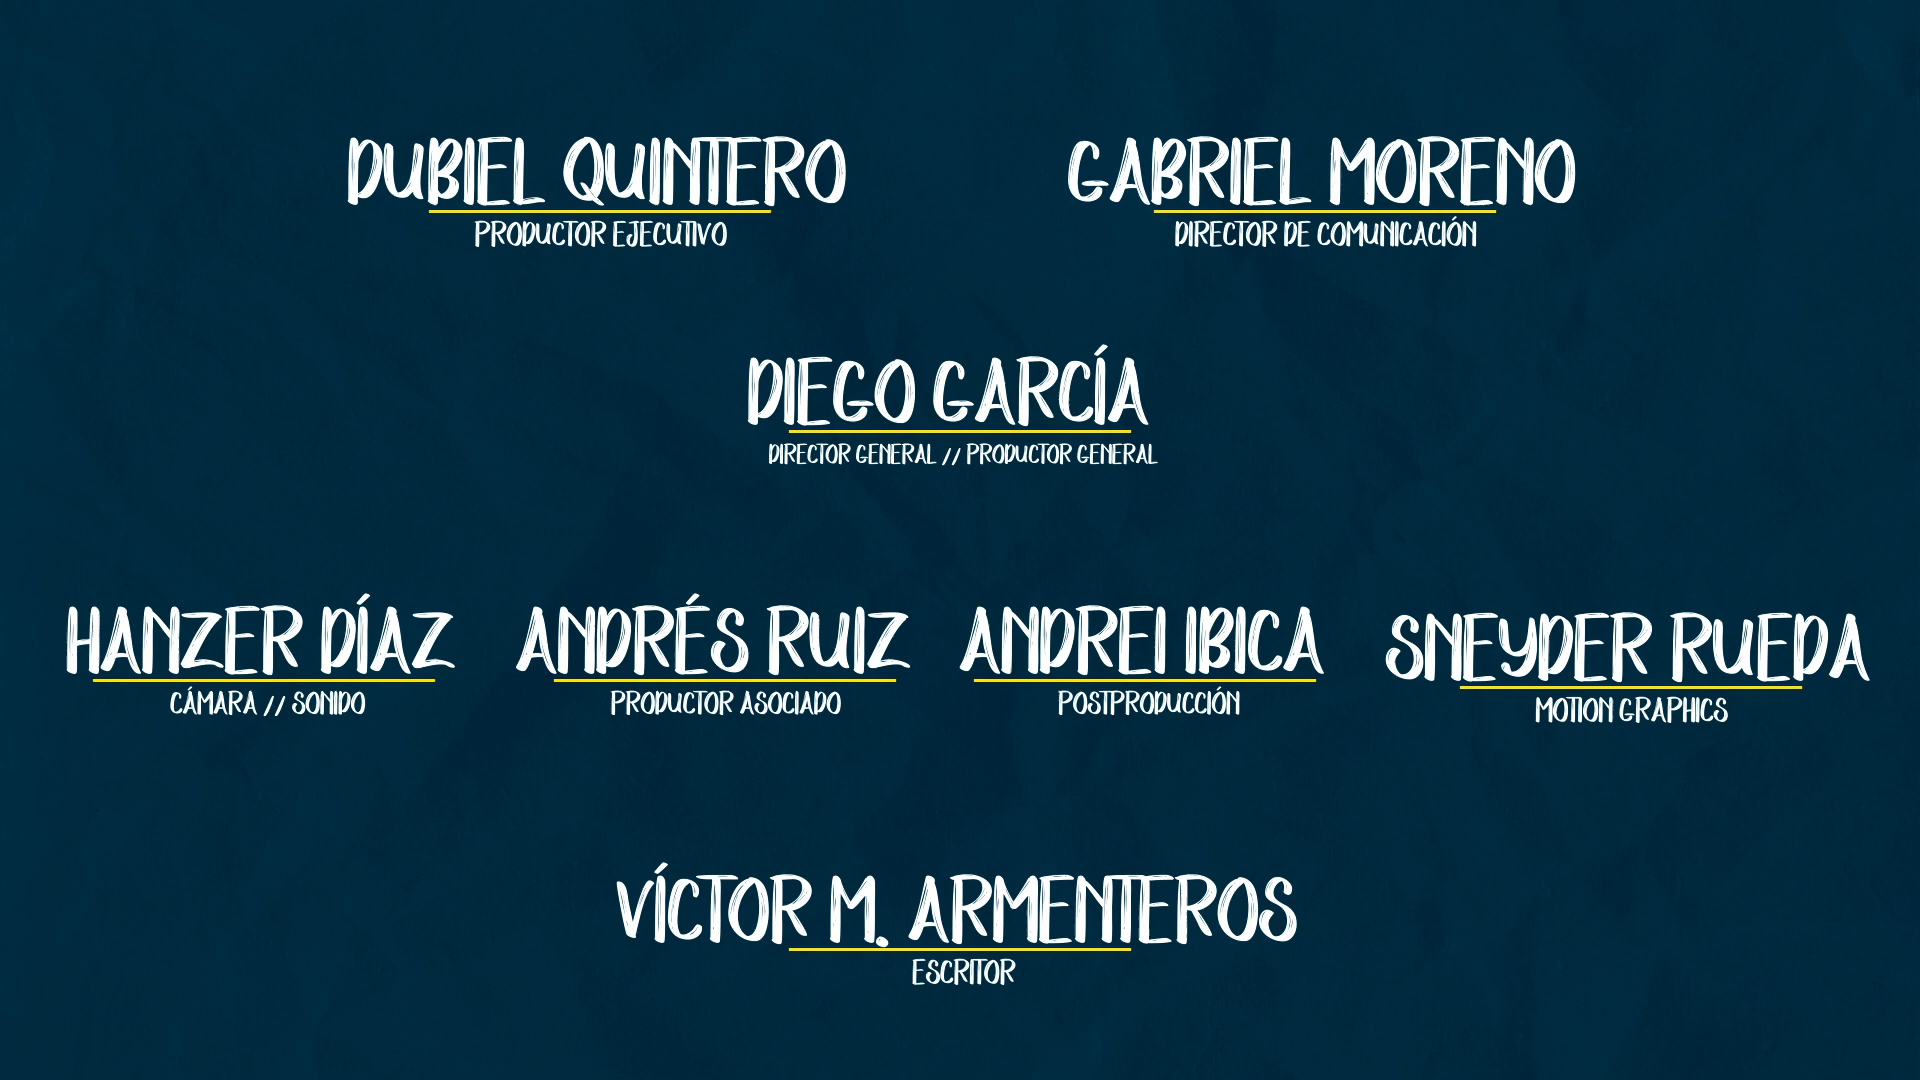 DUBIEL QUINTERO
PRODUCTOR EJECUTIVO
GABRIEL MORENO
DIRECTOR DE COMUNICACIÓN
DIEGO GARCÍA
DIRECTOR GENERAL // PRODUCTOR GENERAL
HANZER DÍAZ
CÁMARA // SONIDO
ANDRÉS RUIZ
PRODUCTOR ASOCIADO
ANDREI IBICA
POSTPRODUCCIÓN
SNEYDER RUEDA
MOTION GRAPHICS
VÍCTOR M. ARMENTEROS
ESCRITOR